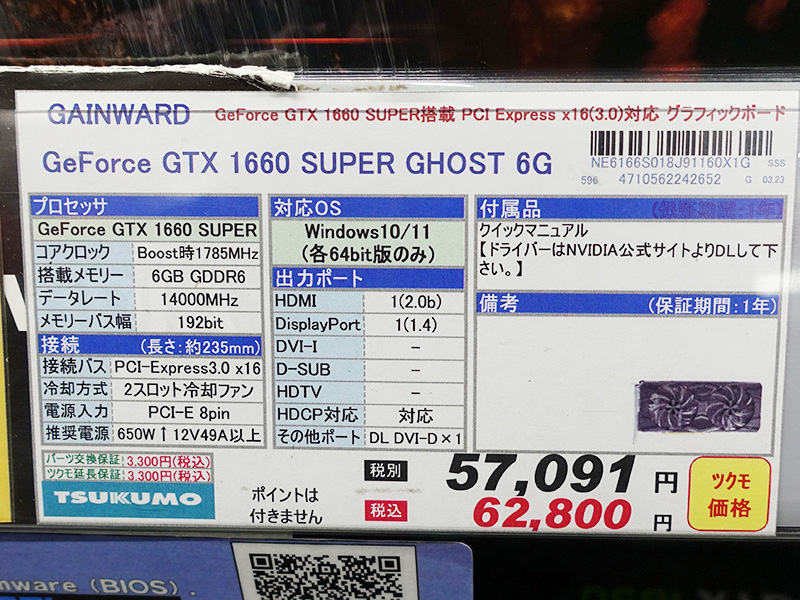 GAINWARD GeForce GTX 1660 SUPER搭載 PCI Express x16(3.0)対応 グラフィックボード
GeForce GTX 1660 SUPER GHOST 6G
NE6166S018J91160X1G SSS
596 4710562242652 G 03.23
プロセッサ
GeForce GTX 1660 SUPER
コアクロック Boost時1785MHz
搭載メモリー 6GB GDDR6
データレート 14000MHz
メモリーバス幅 192bit
接続 (長さ:約235mm)
接続バス PCI-Express3.0 x16
冷却方式 2スロット冷却ファン
電源入力 PCI-E 8pin
推奨電源 650W↑12V49A以上
対応OS
Windows10/11
(各64bit版のみ)
出力ポート
HDMI 1(2.0b)
DisplayPort 1(1.4)
DVI-I −
D-SUB −
HDTV −
HDCP対応 対応
その他ポート DL DVI-D×1
付属品 (保証期間:1年)
クイックマニュアル
【ドライバーはNVIDIA公式サイトよりDLして下
さい。】
備考 (保証期間:1年)
パーツ交換保証 3,300円(税込)
ツクモ延長保証 3,300円(税込)
TSUKUMO
ポイントは
付きません
税別 57,091 円
税込 62,800 円
ツクモ
価格
mware (BIOS).